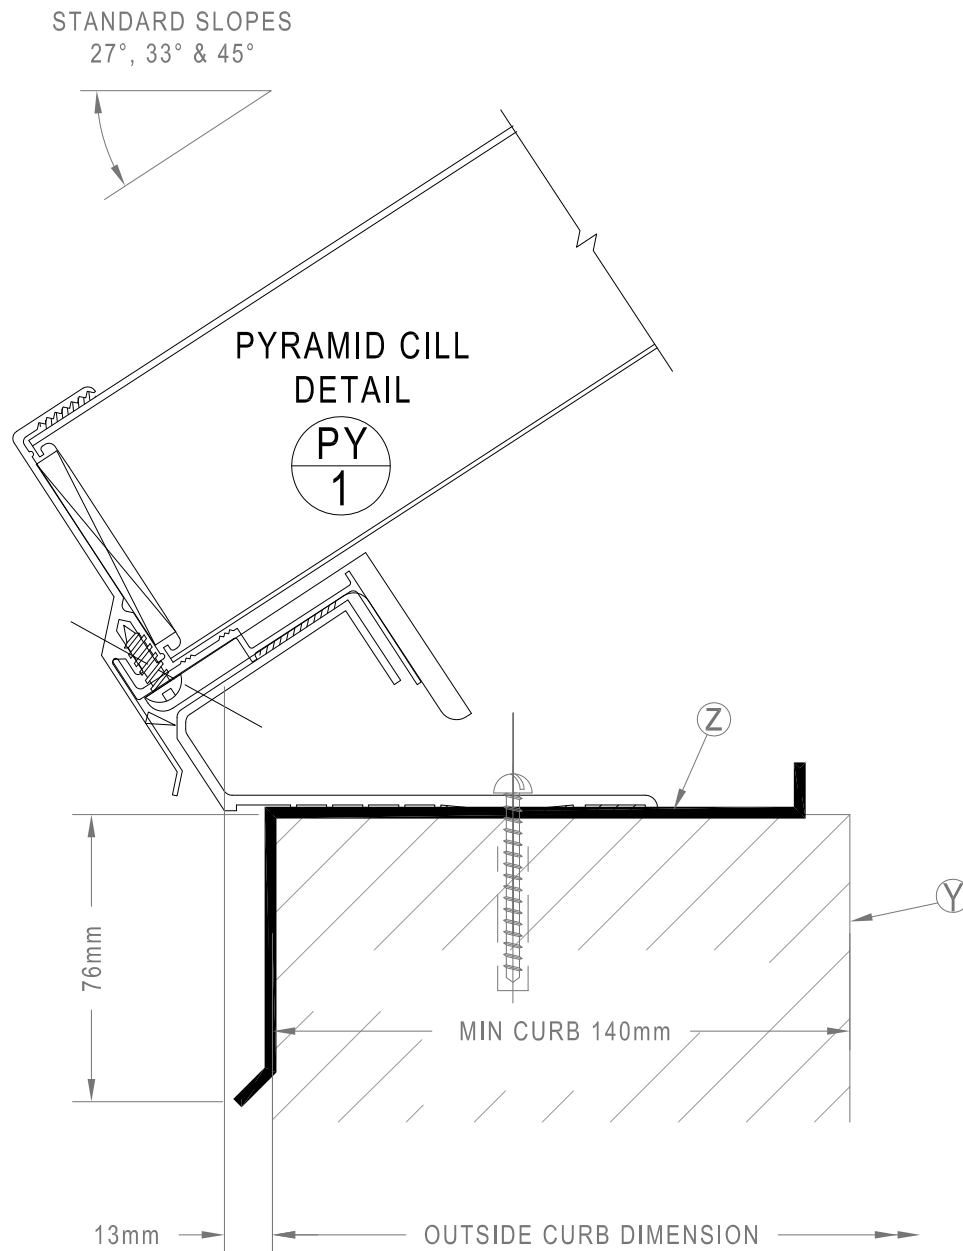 STANDARD SLOPES
27°, 33° & 45°
PYRAMID CILL
DETAIL
PY
1
Z
Y
76mm
MIN CURB 140mm
13mm
OUTSIDE CURB DIMENSION